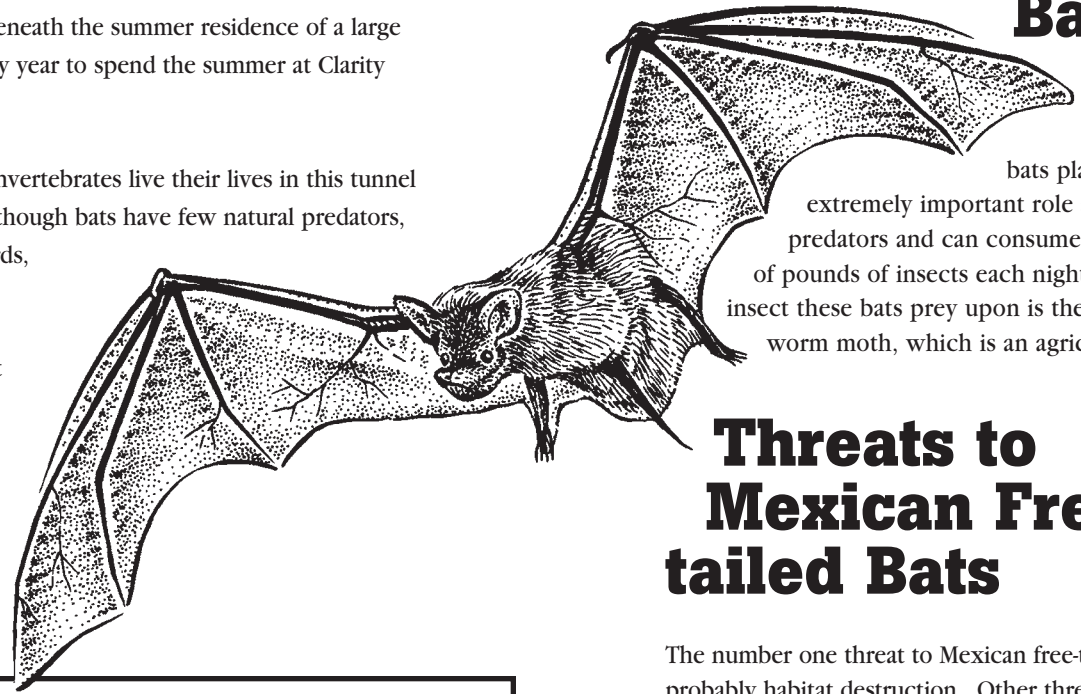 eneath the summer residence of a large
y year to spend the summer at Clarity
nvertebrates live their lives in this tunnel
though bats have few natural predators,
rds,
t
Ba
bats pla
extremely important role
predators and can consume
of pounds of insects each night
insect these bats prey upon is the
worm moth, which is an agric
Threats to
Mexican Fre
tailed Bats
The number one threat to Mexican free-t
probably habitat destruction. Other thre